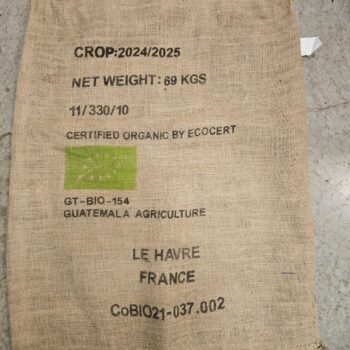 CROP:2024/2025
NET WEIGHT: 69 KGS
11/330/10
CERTIFIED ORGANIC BY ECOCERT
GT-BIO-154
GUATEMALA AGRICULTURE
LE HAVRE
FRANCE
CoBIO21-037.002